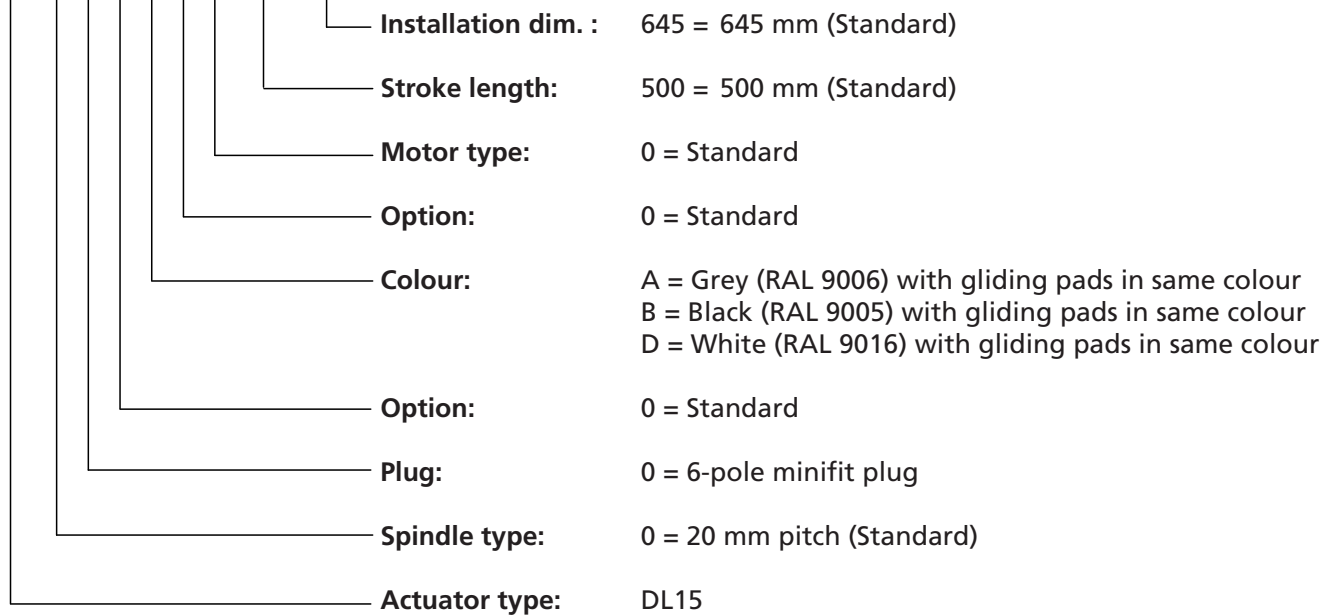 Installation dim. : 645 = 645 mm (Standard)
Stroke length: 500 = 500 mm (Standard)
Motor type: 0 = Standard
Option: 0 = Standard
Colour: A = Grey (RAL 9006) with gliding pads in same colour
B = Black (RAL 9005) with gliding pads in same colour
D = White (RAL 9016) with gliding pads in same colour
Option: 0 = Standard
Plug: 0 = 6-pole minifit plug
Spindle type: 0 = 20 mm pitch (Standard)
Actuator type: DL15